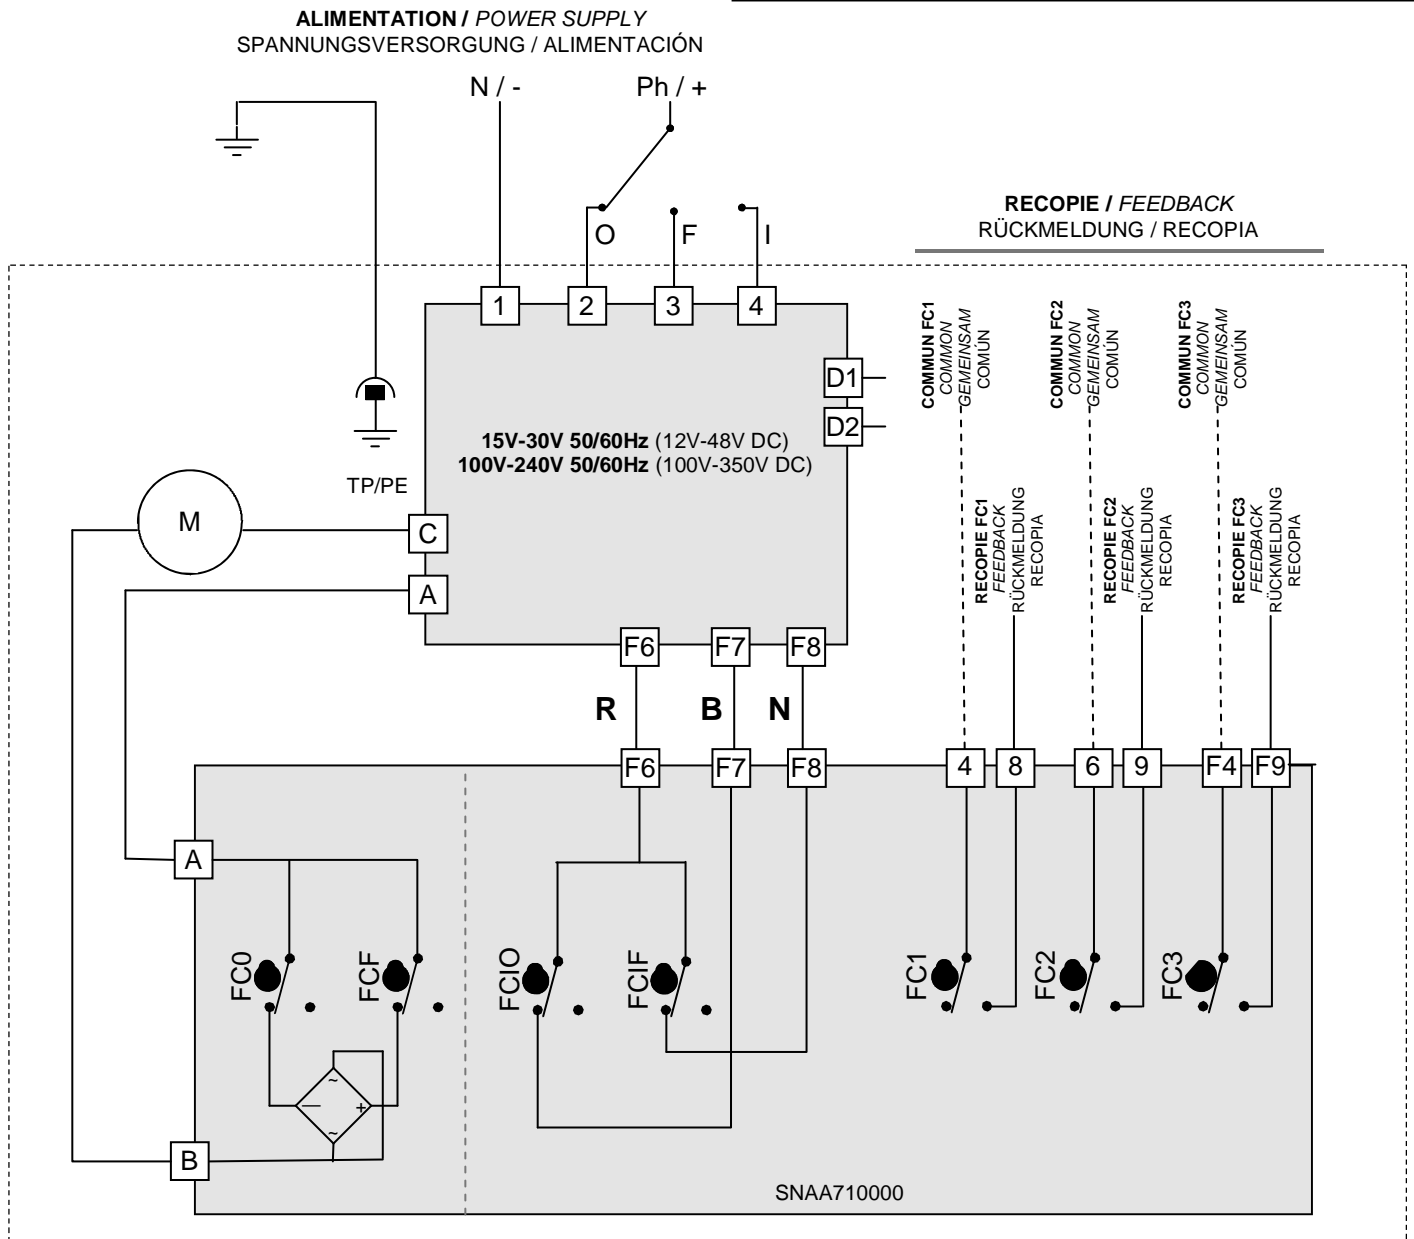 ALIMENTATION / POWER SUPPLY
SPANNUNGSVERSORGUNG / ALIMENTACIÓN
N / -
Ph / +
O
F
I
RECOPIE / FEEDBACK
RÜCKMELDUNG / RECOPIA
1
2
3
4
D1
D2
15V-30V 50/60Hz (12V-48V DC)
100V-240V 50/60Hz (100V-350V DC)
TP/PE
M
C
A
F6
F7
F8
COMMUN FC1
COMMON
GEMEINSAM
COMÚN
COMMUN FC2
COMMON
GEMEINSAM
COMÚN
COMMUN FC3
COMMON
GEMEINSAM
COMÚN
RECOPIE FC1
FEEDBACK
RÜCKMELDUNG
RECOPIA
RECOPIE FC2
FEEDBACK
RÜCKMELDUNG
RECOPIA
RECOPIE FC3
FEEDBACK
RÜCKMELDUNG
RECOPIA
R
B
N
F6
F7
F8
4
8
6
9
F4
F9
A
FC0
FCF
FCIO
FCIF
FC1
FC2
FC3
~
—
+
~
B
SNAA710000